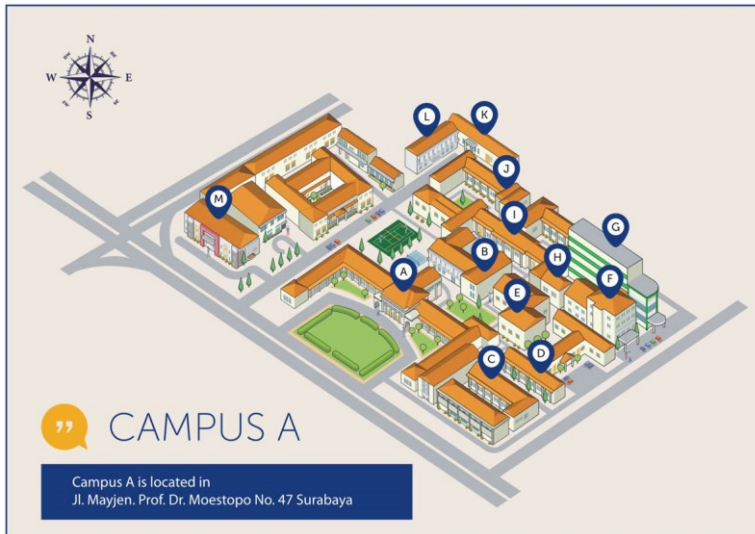 N
W E
S
L
K
J
M
I
G
B
H
A
F
E
C
D
CAMPUS A
Campus A is located in
Jl. Mayjen. Prof. Dr. Moestopo No. 47 Surabaya